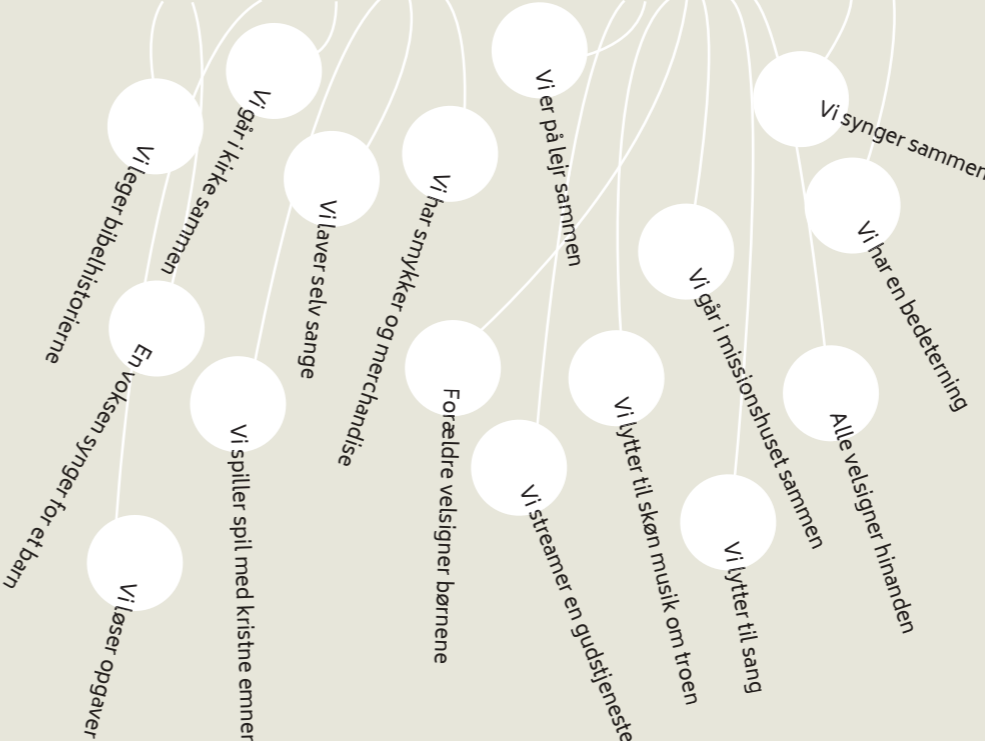 Vi leger bibelhistorierne
Vi går i kirke sammen
Vi laver selv sange
Vi har smykker og merchandise
Vi er på lejr sammen
Vi synger sammen
Vi har en bedeterning
Vi går i missionshuset sammen
En voksen synger for et barn
Vi spiller spil med kristne emner
Forældre velsigner børnene
Vi streamer en gudstjeneste
Vi lytter til skøn musik om troen
Alle velsigner hinanden
Vi løser opgaver
Vi lytter til sang